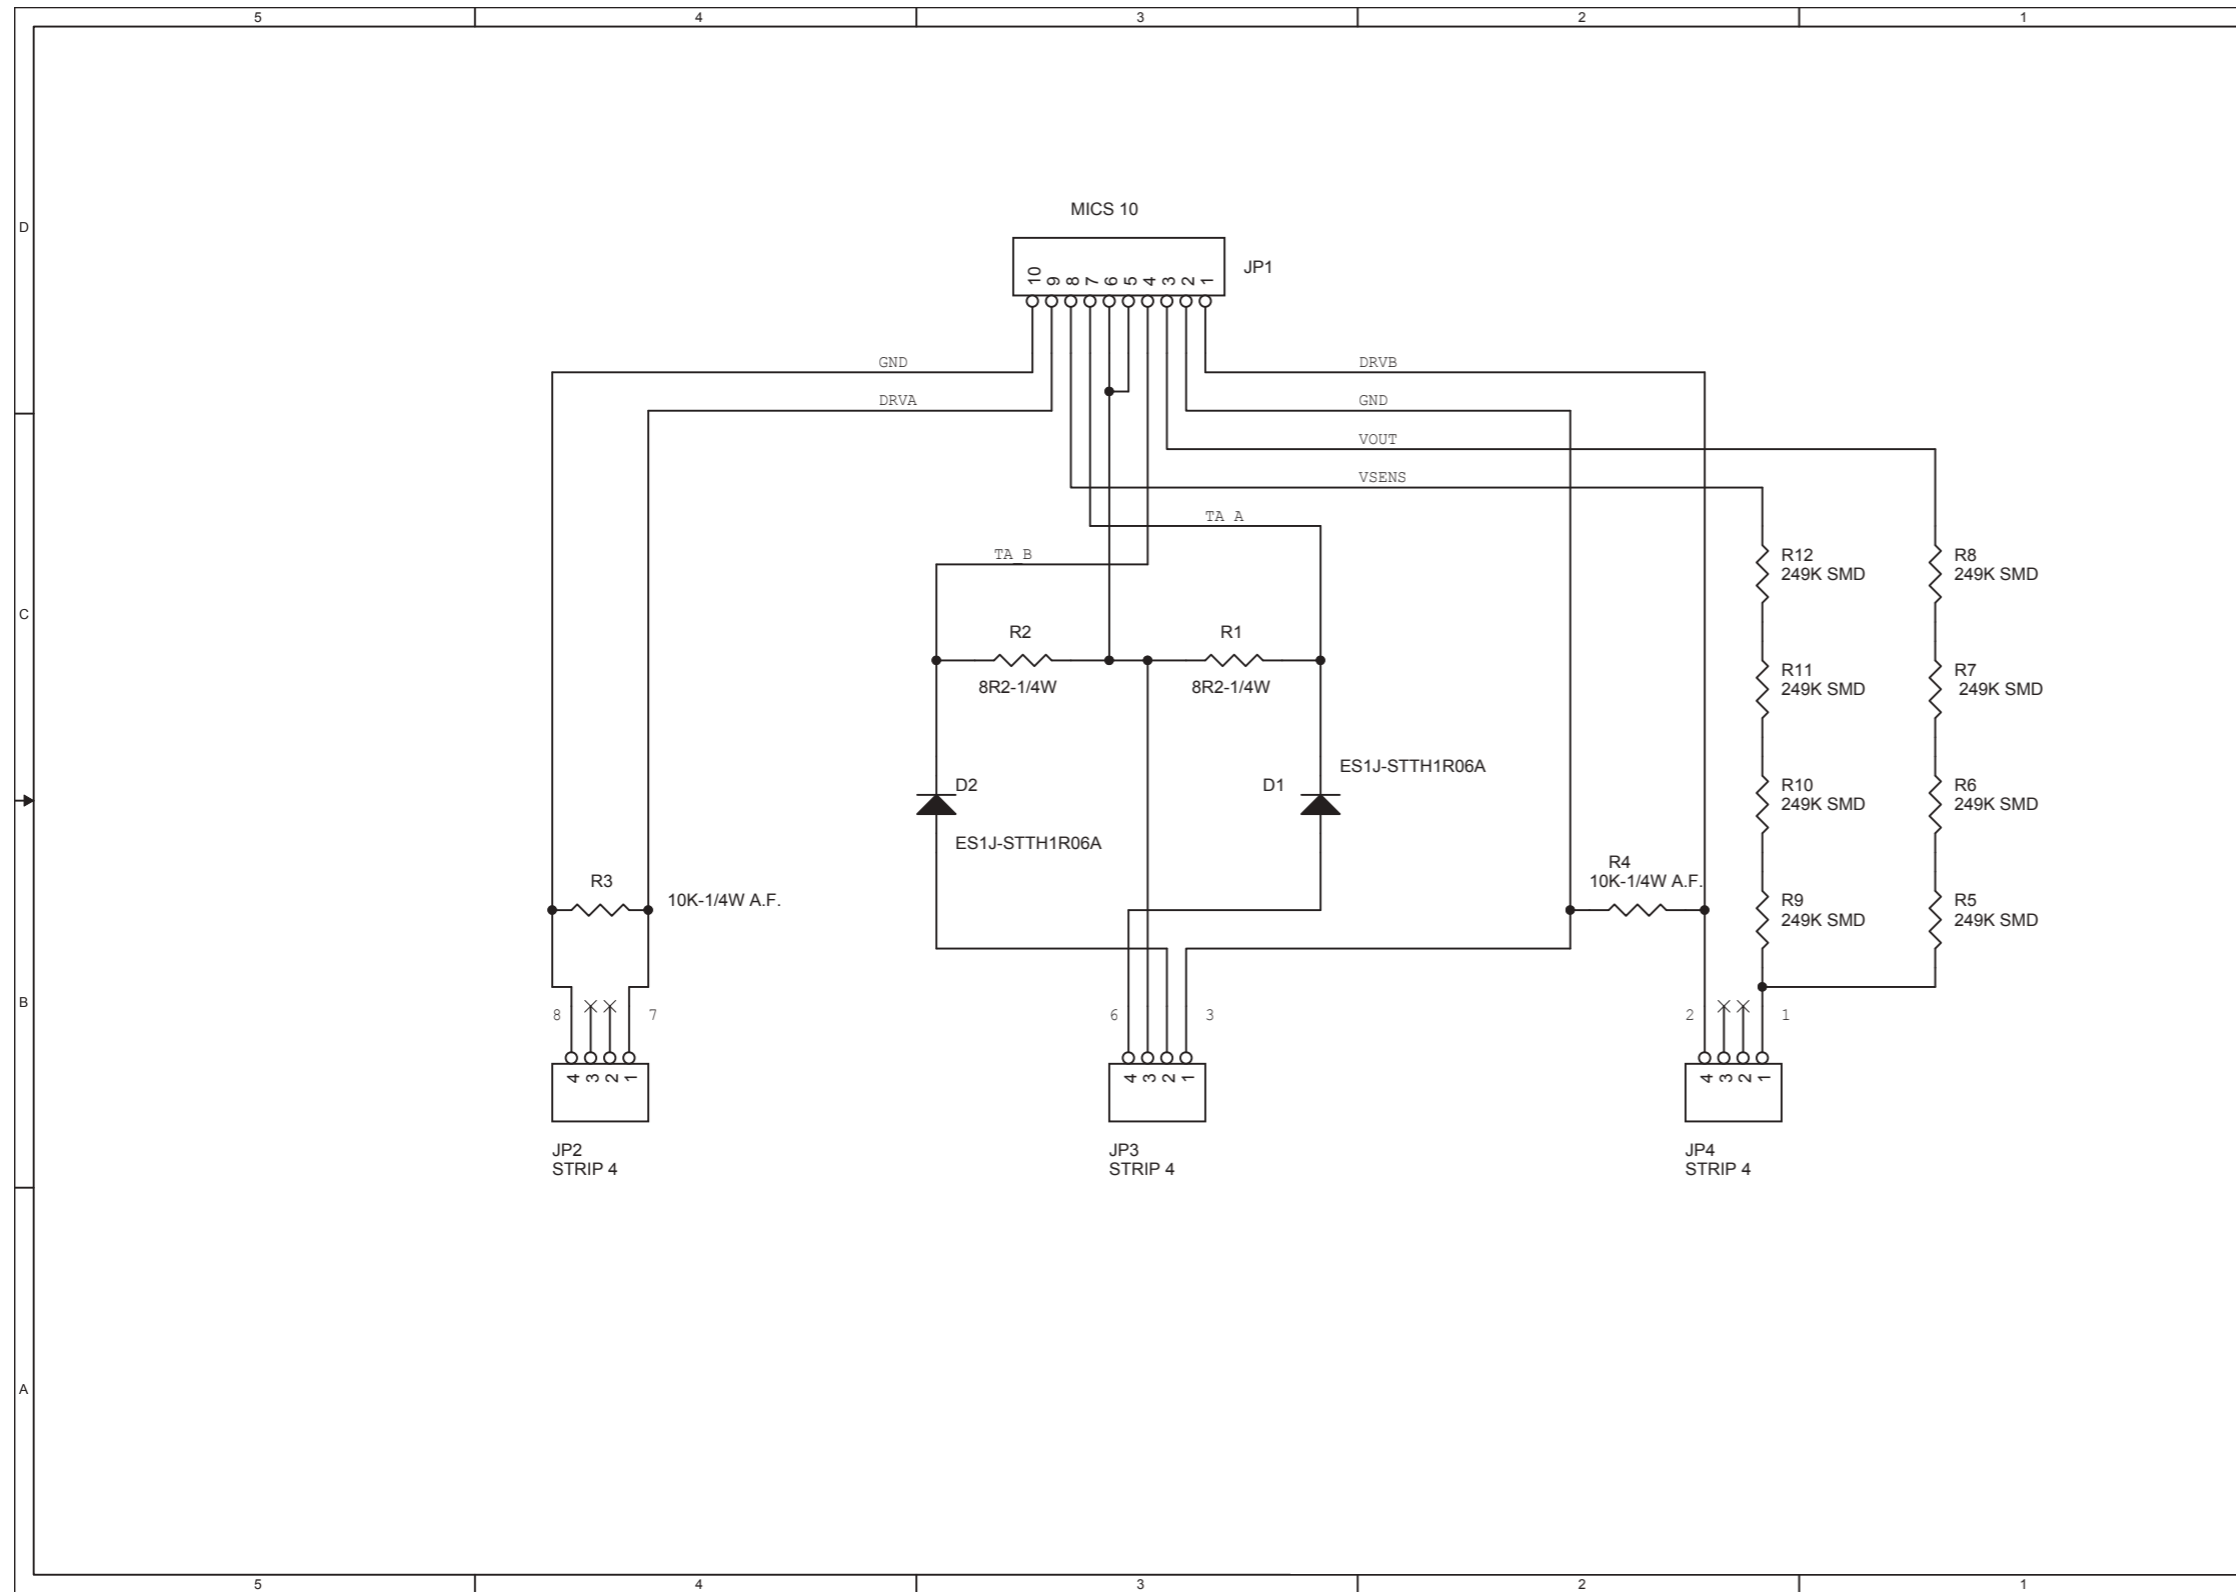 5 4 3 2 1
D
MICS 10
JP1
10 9 8 7 6 5 4 3 2 1
GND
DRVB
DRVA
GND
VOUT
VSENS
TA A
TA_B
R12
249K SMD
R8
249K SMD
C
R2
R1
8R2-1/4W
8R2-1/4W
R11
249K SMD
R7
249K SMD
ES1J-STTH1R06A
D2
D1
R10
249K SMD
R6
249K SMD
ES1J-STTH1R06A
R4
10K-1/4W A.F.
R3
10K-1/4W A.F.
R9
249K SMD
R5
249K SMD
B
8 7
6 3
2 1
4 3 2 1
4 3 2 1
4 3 2 1
JP2
STRIP 4
JP3
STRIP 4
JP4
STRIP 4
A
5 4 3 2 1